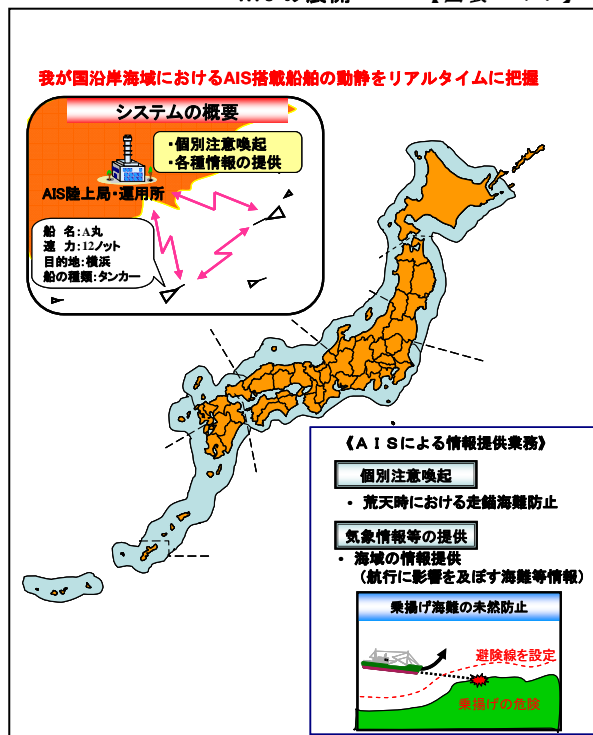 我が国沿岸海域におけるAIS搭載船舶の動静をリアルタイムに把握
システムの概要
・個別注意喚起
・各種情報の提供
AIS陸上局・運用所
船 名:A丸
速 力:12ノット
目的地:横浜
船の種類:タンカー
《AISによる情報提供業務》
個別注意喚起
・ 荒天時における走錨海難防止
気象情報等の提供
・ 海域の情報提供
(航行に影響を及ぼす海難等情報)
乗揚げ海難の未然防止
避険線を設定
乗揚げの危険